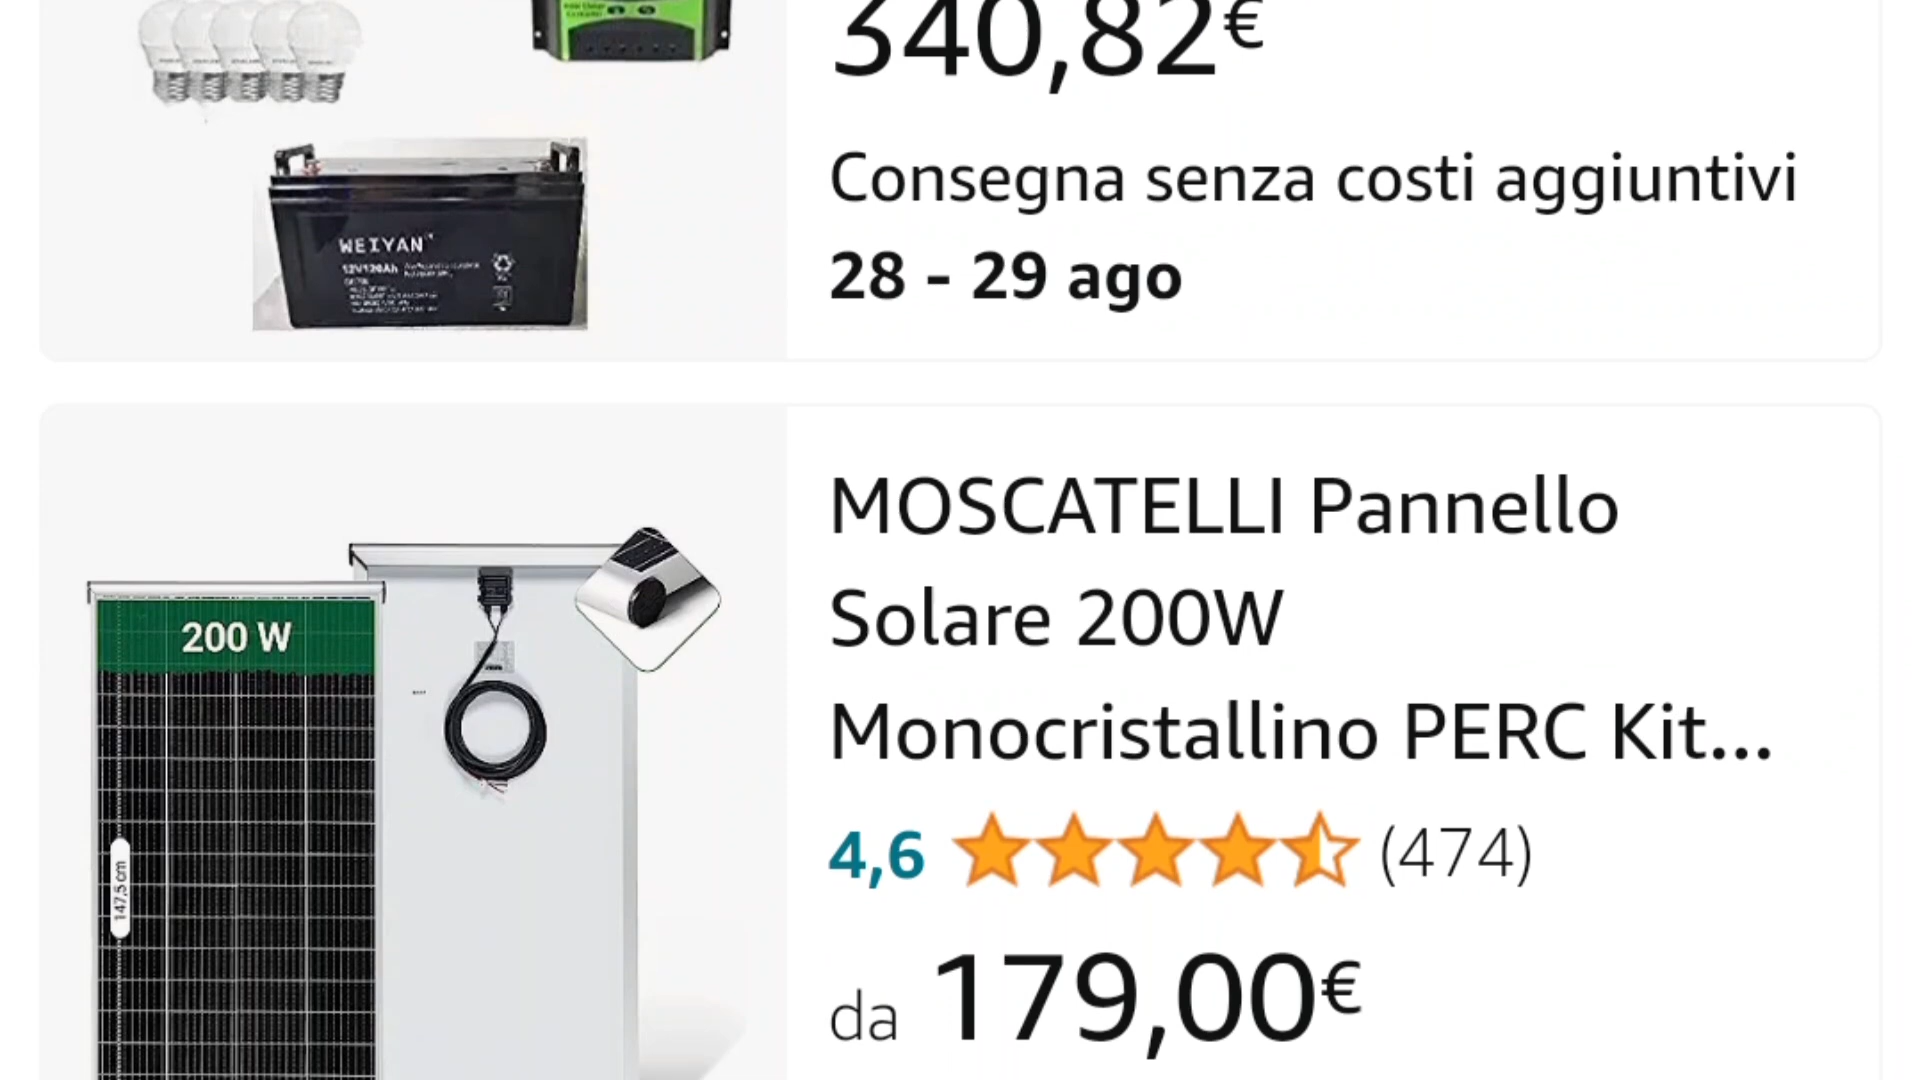 340,82€
Consegna senza costi aggiuntivi
28 - 29 ago
WEIYAN
12V120Ah
MOSCATELLI Pannello
Solare 200W
Monocristallino PERC Kit...
4,6 (474)
da 179,00€
200 W
147,5 cm